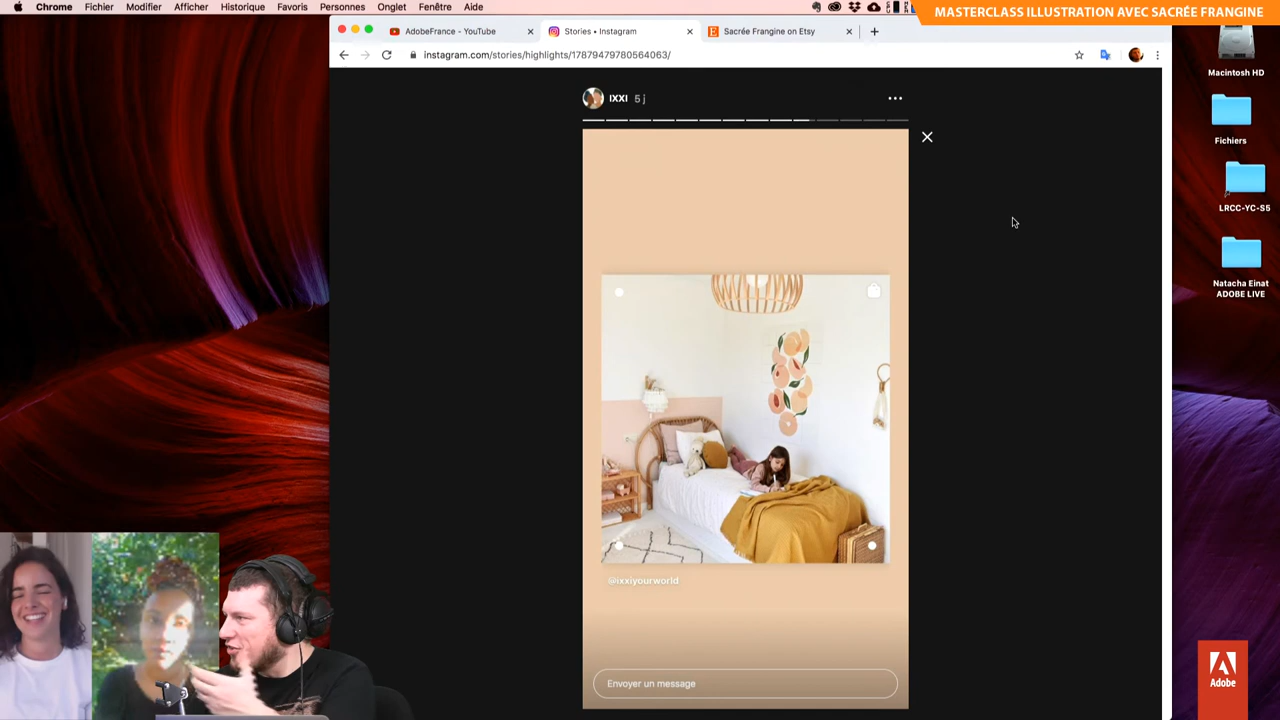 Chrome Fichier Modifier Afficher Historique Favoris Personnes Onglet Fenêtre Aide
MASTERCLASS ILLUSTRATION AVEC SACRÉE FRANGINE
AdobeFrance - YouTube
Stories • Instagram
Sacrée Frangine on Etsy
instagram.com/stories/highlights/17879479780564063/
Macintosh HD
Fichiers
LRCC-YC-S5
Natacha Einat
ADOBE LIVE
IXXI 5 j
@ixxiyourworld
Envoyer un message
Adobe